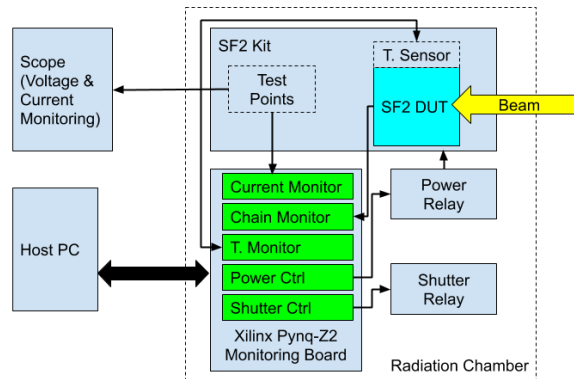 SF2 Kit
T. Sensor
Scope
(Voltage &
Current
Monitoring)
Test
Points
SF2 DUT
Beam
Current Monitor
Chain Monitor
T. Monitor
Power Ctrl
Shutter Ctrl
Xilinx Pynq-Z2
Monitoring Board
Power
Relay
Shutter
Relay
Host PC
Radiation Chamber